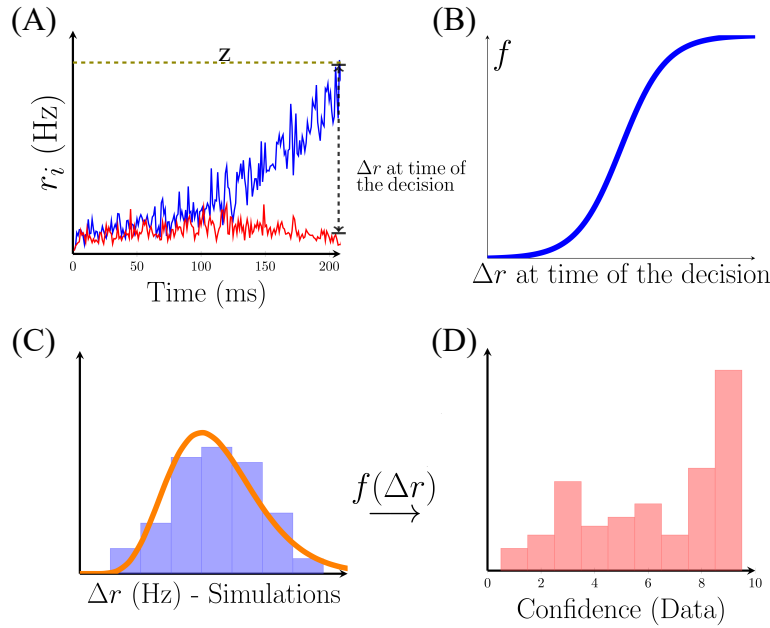 (A)
z
r_i (Hz)
Δr at time of
the decision
0 50 100 150 200
Time (ms)
(B)
f
Δr at time of the decision
(C)
Δr (Hz) - Simulations
f(Δr)
(D)
0 2 4 6 8 10
Confidence (Data)